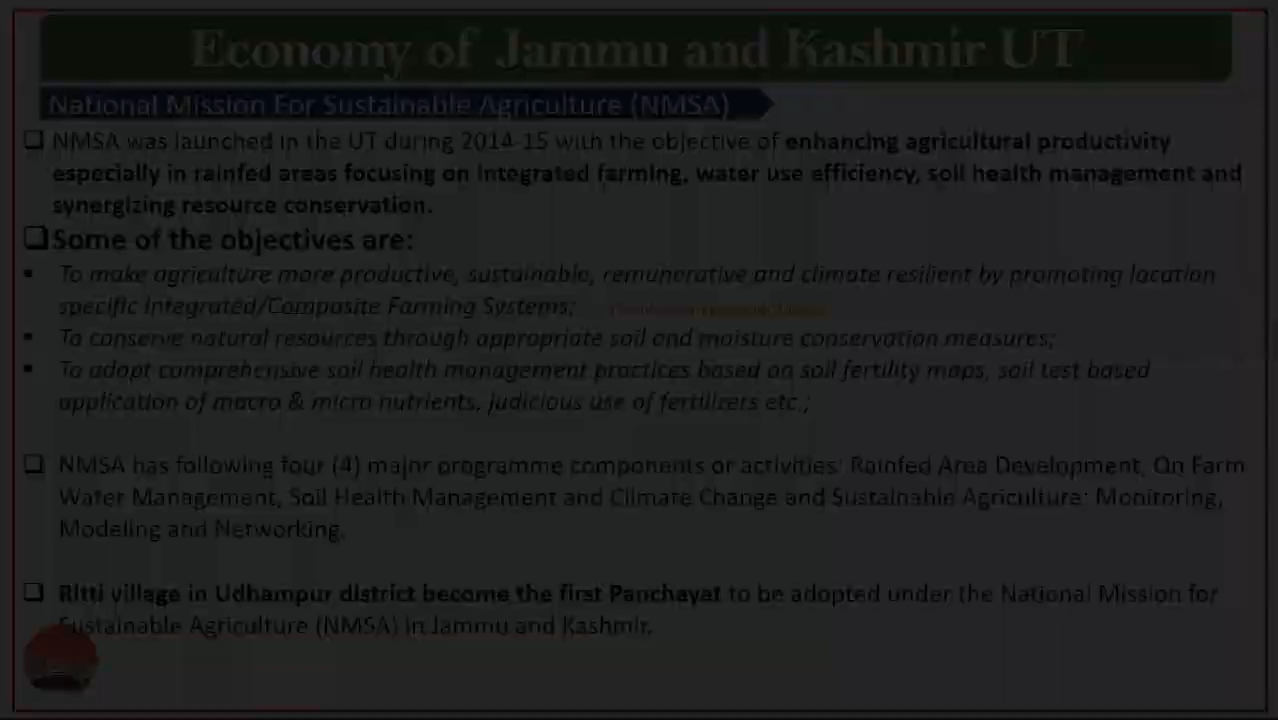 Economy of Jammu and Kashmir UT
National Mission For Sustainable Agriculture (NMSA)
❑ NMSA was launched in the UT during 2014-15 with the objective of enhancing agricultural productivity
especially in rainfed areas focusing on integrated farming, water use efficiency, soil health management and
synergizing resource conservation.
❑ Some of the objectives are:
▪ To make agriculture more productive, sustainable, remunerative and climate resilient by promoting location
specific Integrated/Composite Farming Systems;
▪ To conserve natural resources through appropriate soil and moisture conservation measures;
▪ To adopt comprehensive soil health management practices based on soil fertility maps, soil test based
application of macro & micro nutrients, judicious use of fertilizers etc.;
❑ NMSA has following four (4) major programme components or activities: Rainfed Area Development, On Farm
Water Management, Soil Health Management and Climate Change and Sustainable Agriculture: Monitoring,
Modeling and Networking.
❑ Ritti village in Udhampur district become the first Panchayat to be adopted under the National Mission for
Sustainable Agriculture (NMSA) in Jammu and Kashmir.